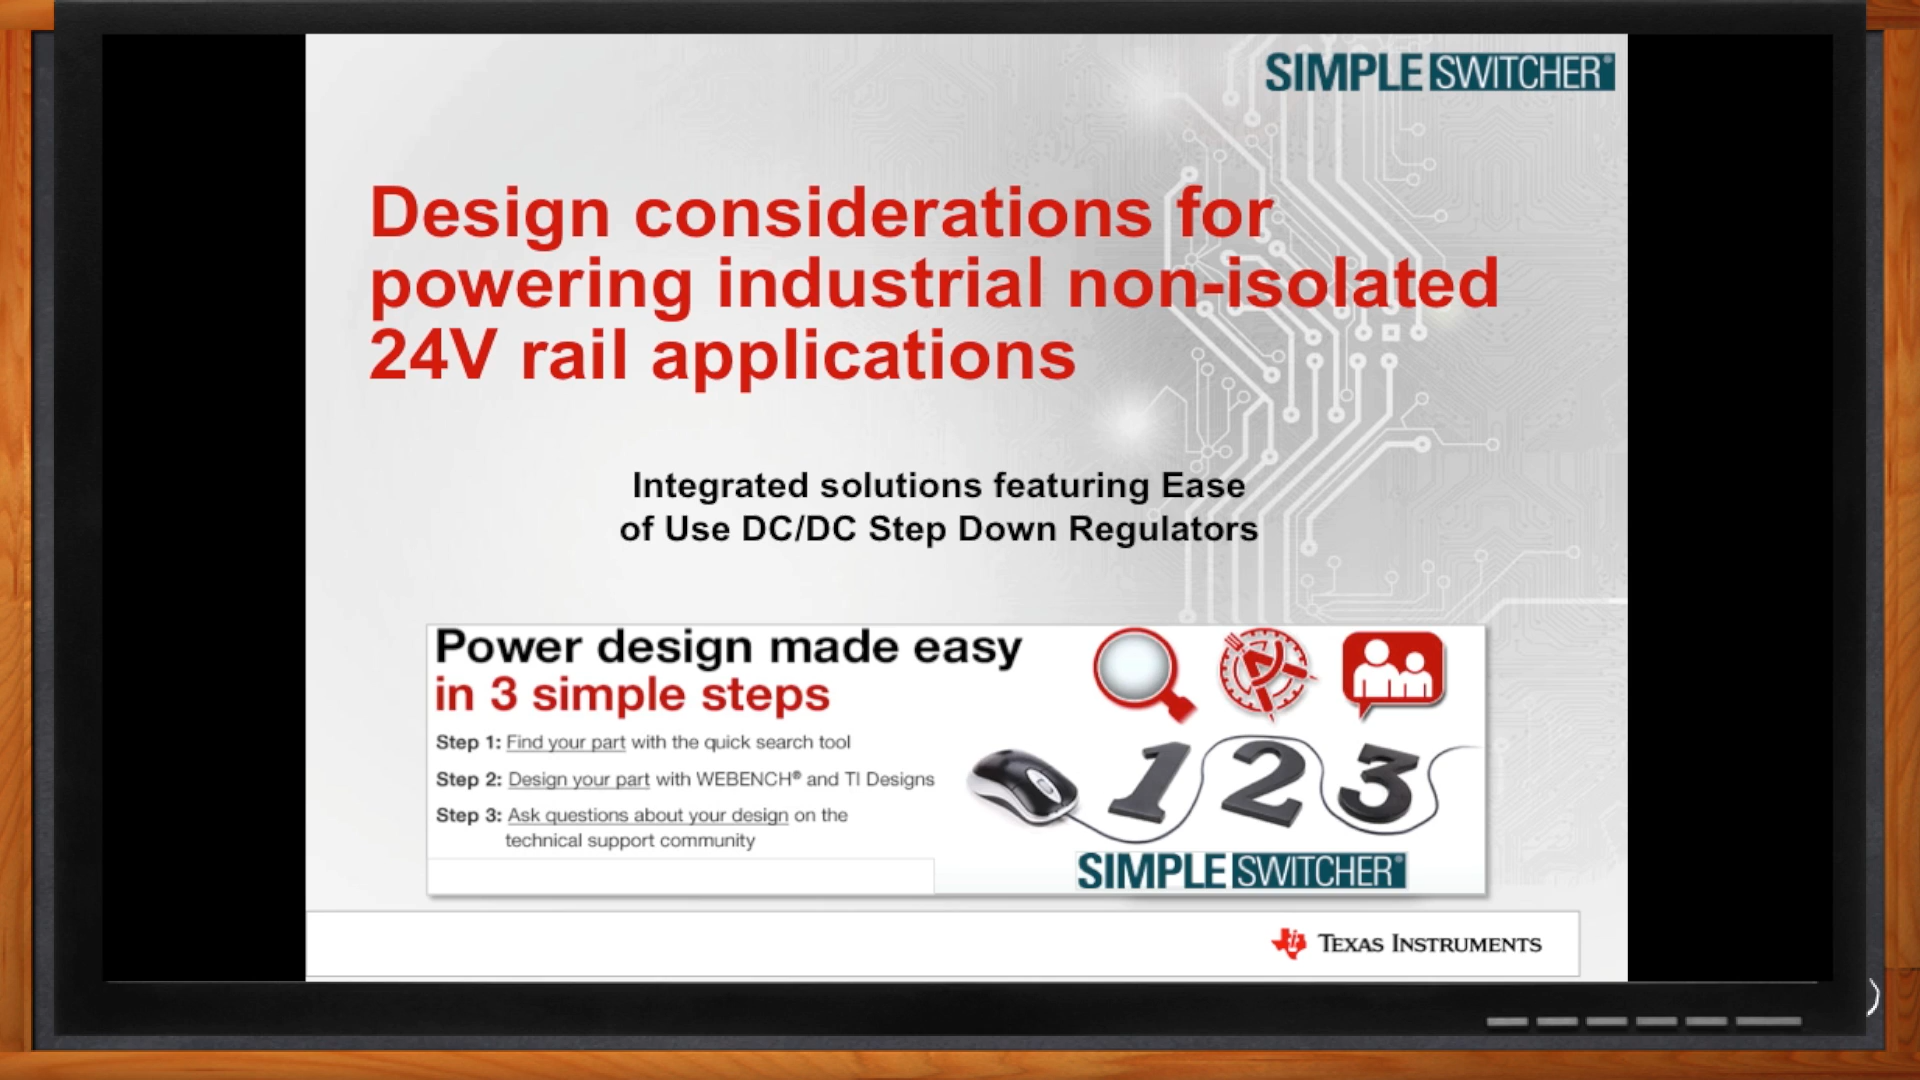 SIMPLE SWITCHER®
Design considerations for
powering industrial non-isolated
24V rail applications
Integrated solutions featuring Ease
of Use DC/DC Step Down Regulators
Power design made easy
in 3 simple steps
Step 1: Find your part with the quick search tool
Step 2: Design your part with WEBENCH® and TI Designs
Step 3: Ask questions about your design on the
technical support community
1 2 3
SIMPLE SWITCHER®
TEXAS INSTRUMENTS